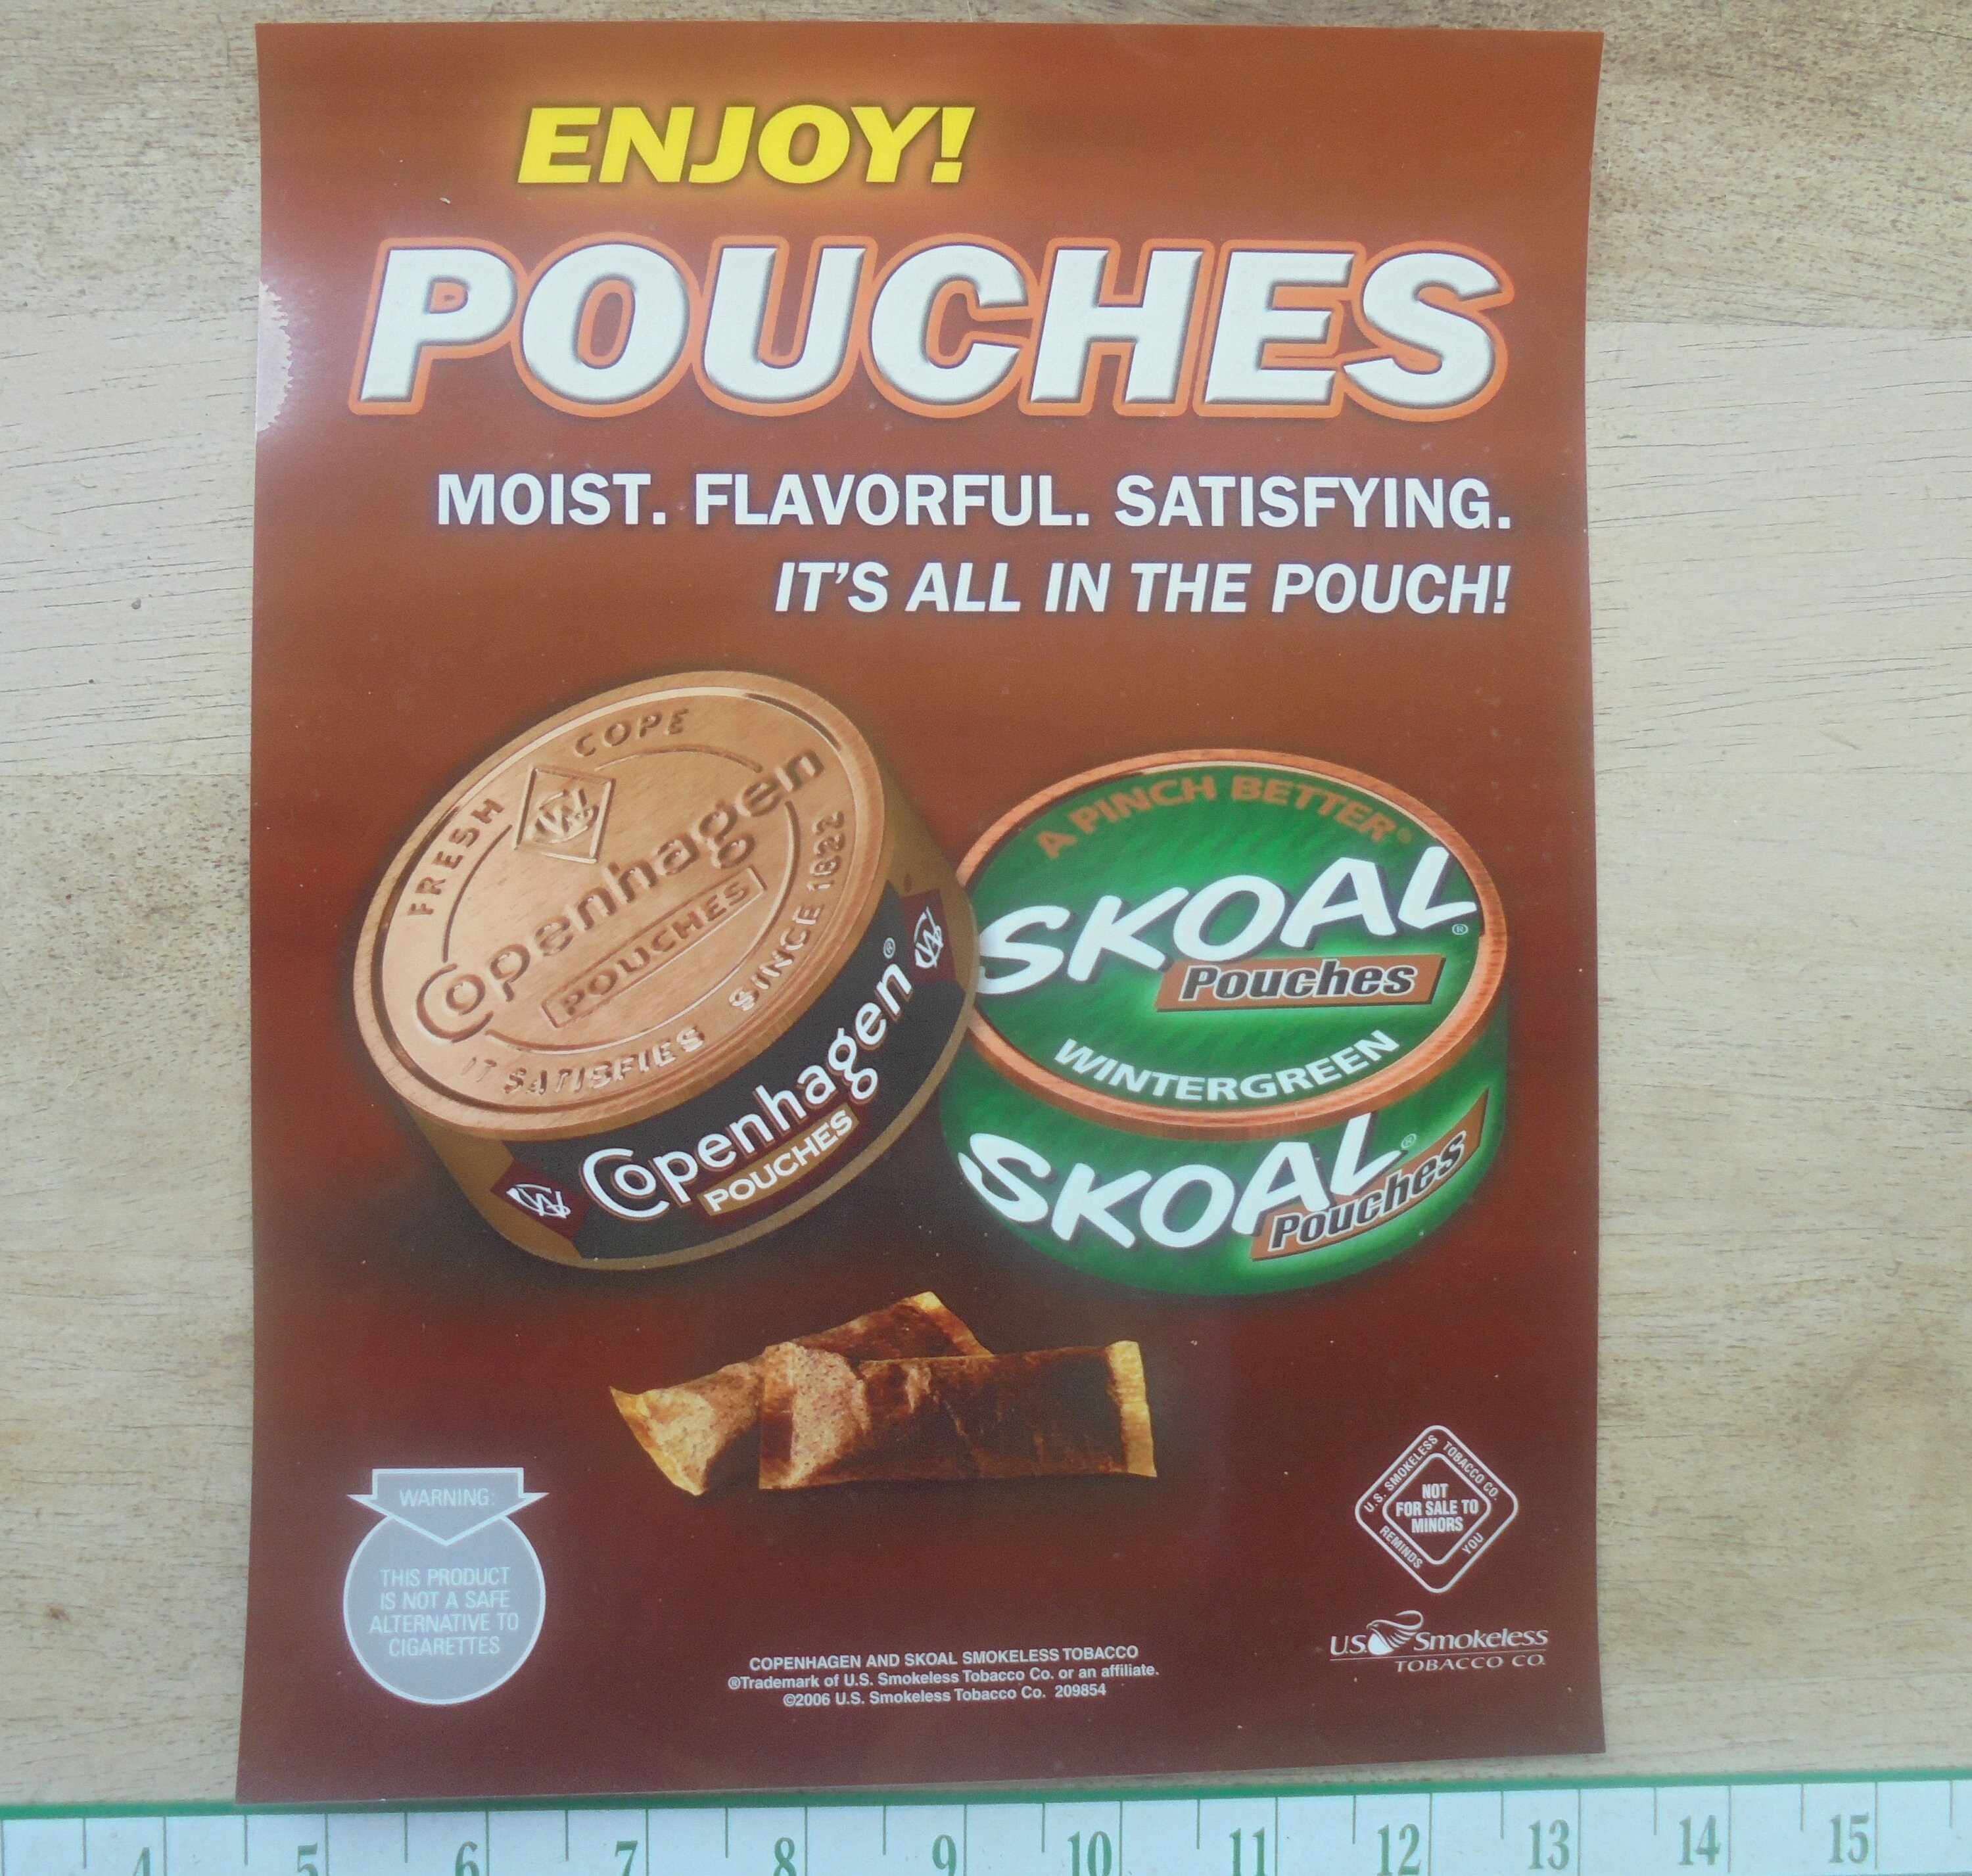 ENJOY!
POUCHES
MOIST. FLAVORFUL. SATISFYING.
IT'S ALL IN THE POUCH!
FRESH COPE
WC
Copenhagen
POUCHES
IT SATISFIES SINCE 1822
Copenhagen®
POUCHES
A PINCH BETTER®
SKOAL®
Pouches
WINTERGREEN
SKOAL®
Pouches
WARNING:
THIS PRODUCT
IS NOT A SAFE
ALTERNATIVE TO
CIGARETTES
U.S. SMOKELESS TOBACCO CO.
NOT
FOR SALE TO
MINORS
REMINDS YOU
U.S. Smokeless
TOBACCO CO.
COPENHAGEN AND SKOAL SMOKELESS TOBACCO
®Trademark of U.S. Smokeless Tobacco Co. or an affiliate.
©2006 U.S. Smokeless Tobacco Co. 209854
4 5 6 7 8 9 10 11 12 13 14 15